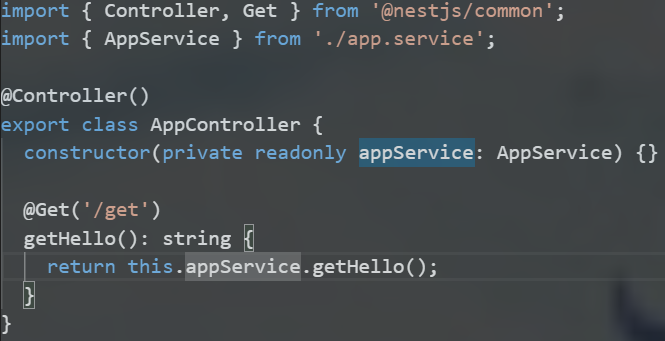 import { Controller, Get } from '@nestjs/common';
import { AppService } from './app.service';
@Controller()
export class AppController {
constructor(private readonly appService: AppService) {}
@Get('/get')
getHello(): string {
return this.appService.getHello();
}
}